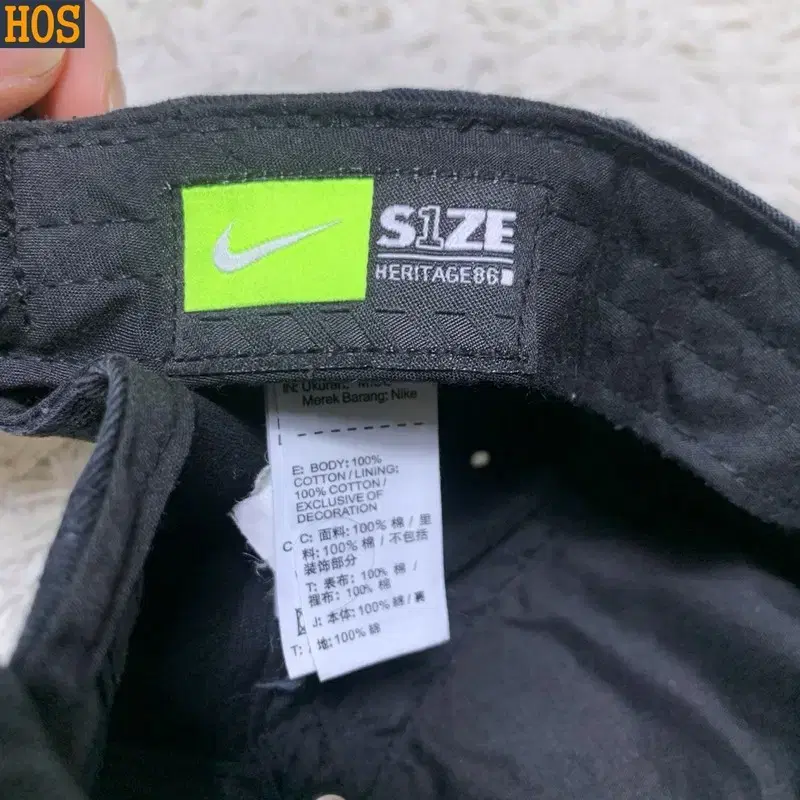 HOS
S1ZE
HERITAGE86
IN: Ukuran:
Merek Barang: Nike
E: BODY: 100%
COTTON / LINING:
100% COTTON /
EXCLUSIVE OF
DECORATION
C
C: 面料: 100% 棉 / 里
料: 100% 棉 / 不包括
装饰部分
T: 表布: 100% 棉 /
裡布: 100% 棉
J: 本体: 100% 綿 / 裏
T:
地: 100% 綿